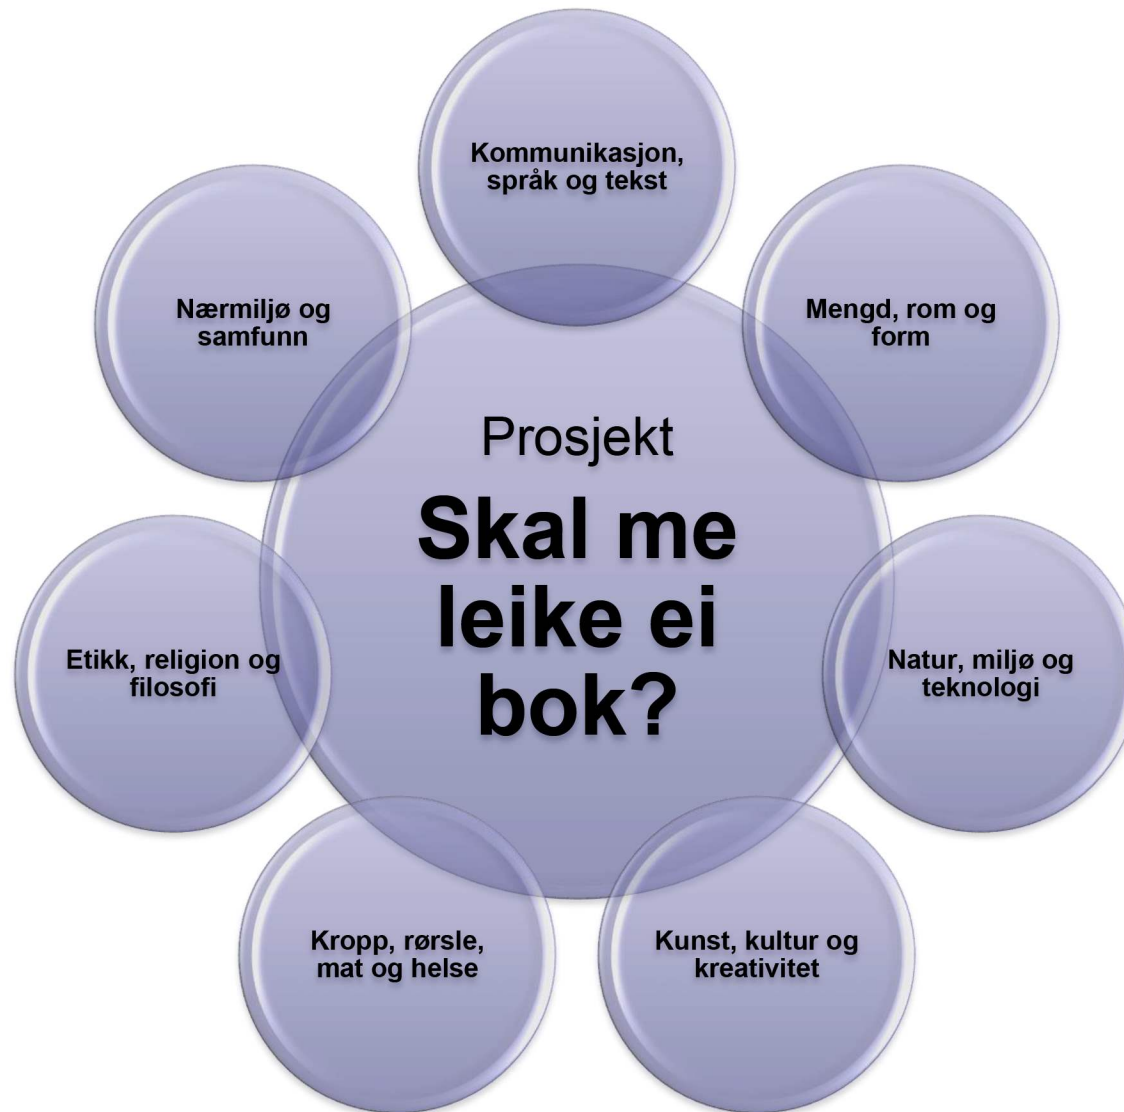 Kommunikasjon,
språk og tekst
Mengd, rom og
form
Natur, miljø og
teknologi
Kunst, kultur og
kreativitet
Kropp, rørsle,
mat og helse
Etikk, religion og
filosofi
Nærmiljø og
samfunn
Prosjekt
Skal me
leike ei
bok?